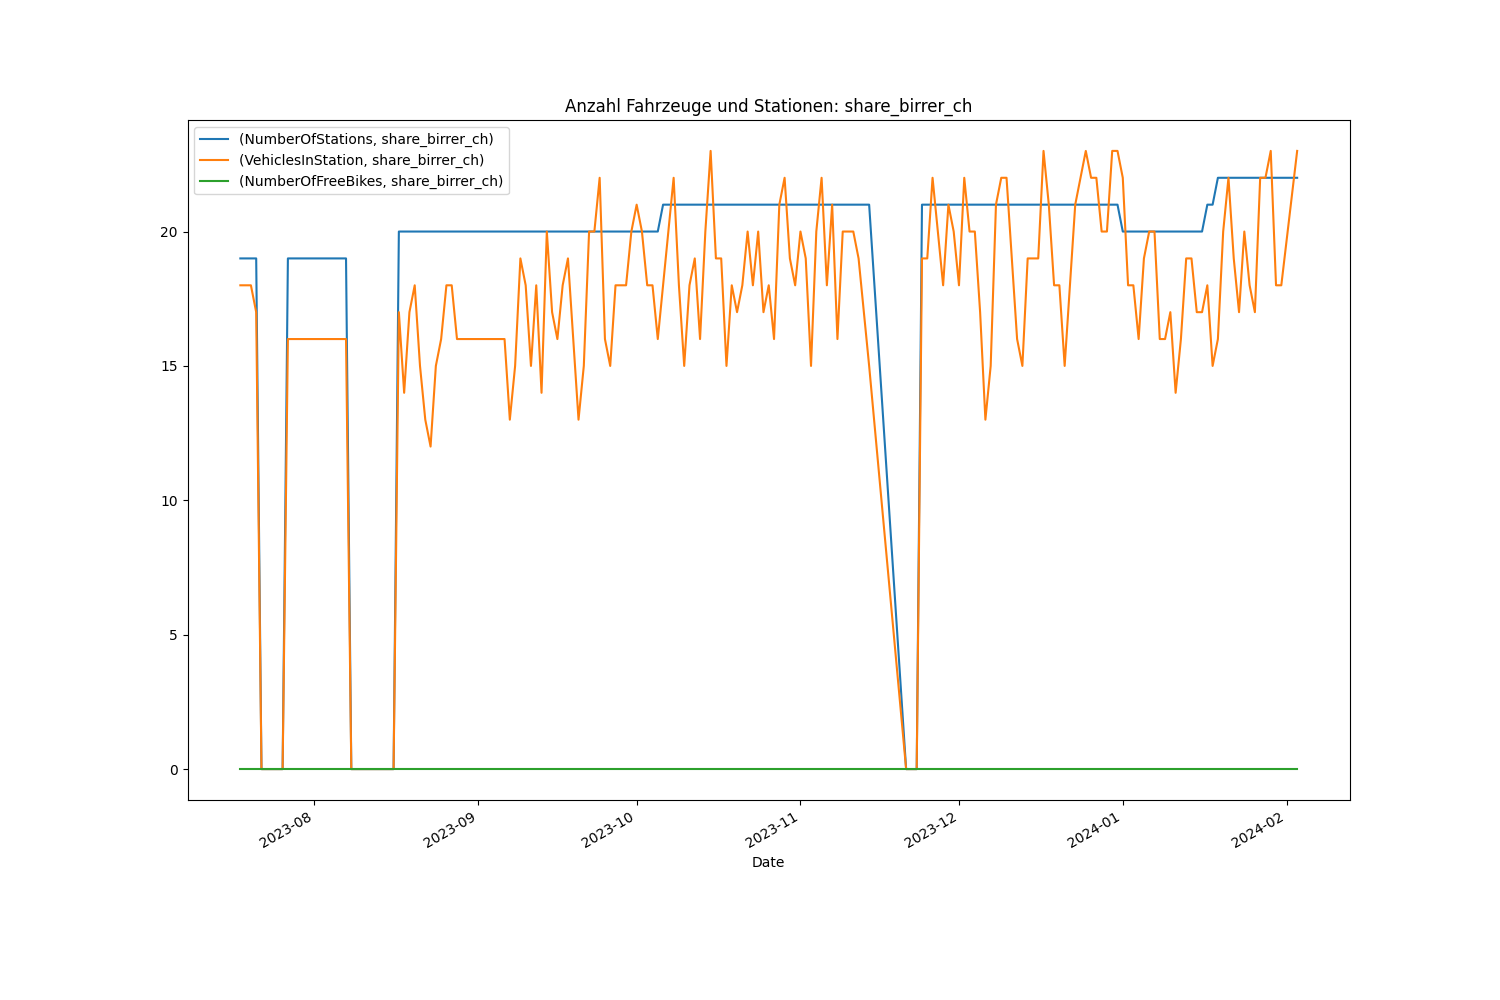 Anzahl Fahrzeuge und Stationen: share_birrer_ch
(NumberOfStations, share_birrer_ch)
(VehiclesInStation, share_birrer_ch)
(NumberOfFreeBikes, share_birrer_ch)
20
15
10
5
0
2023-08
2023-09
2023-10
2023-11
2023-12
2024-01
2024-02
Date